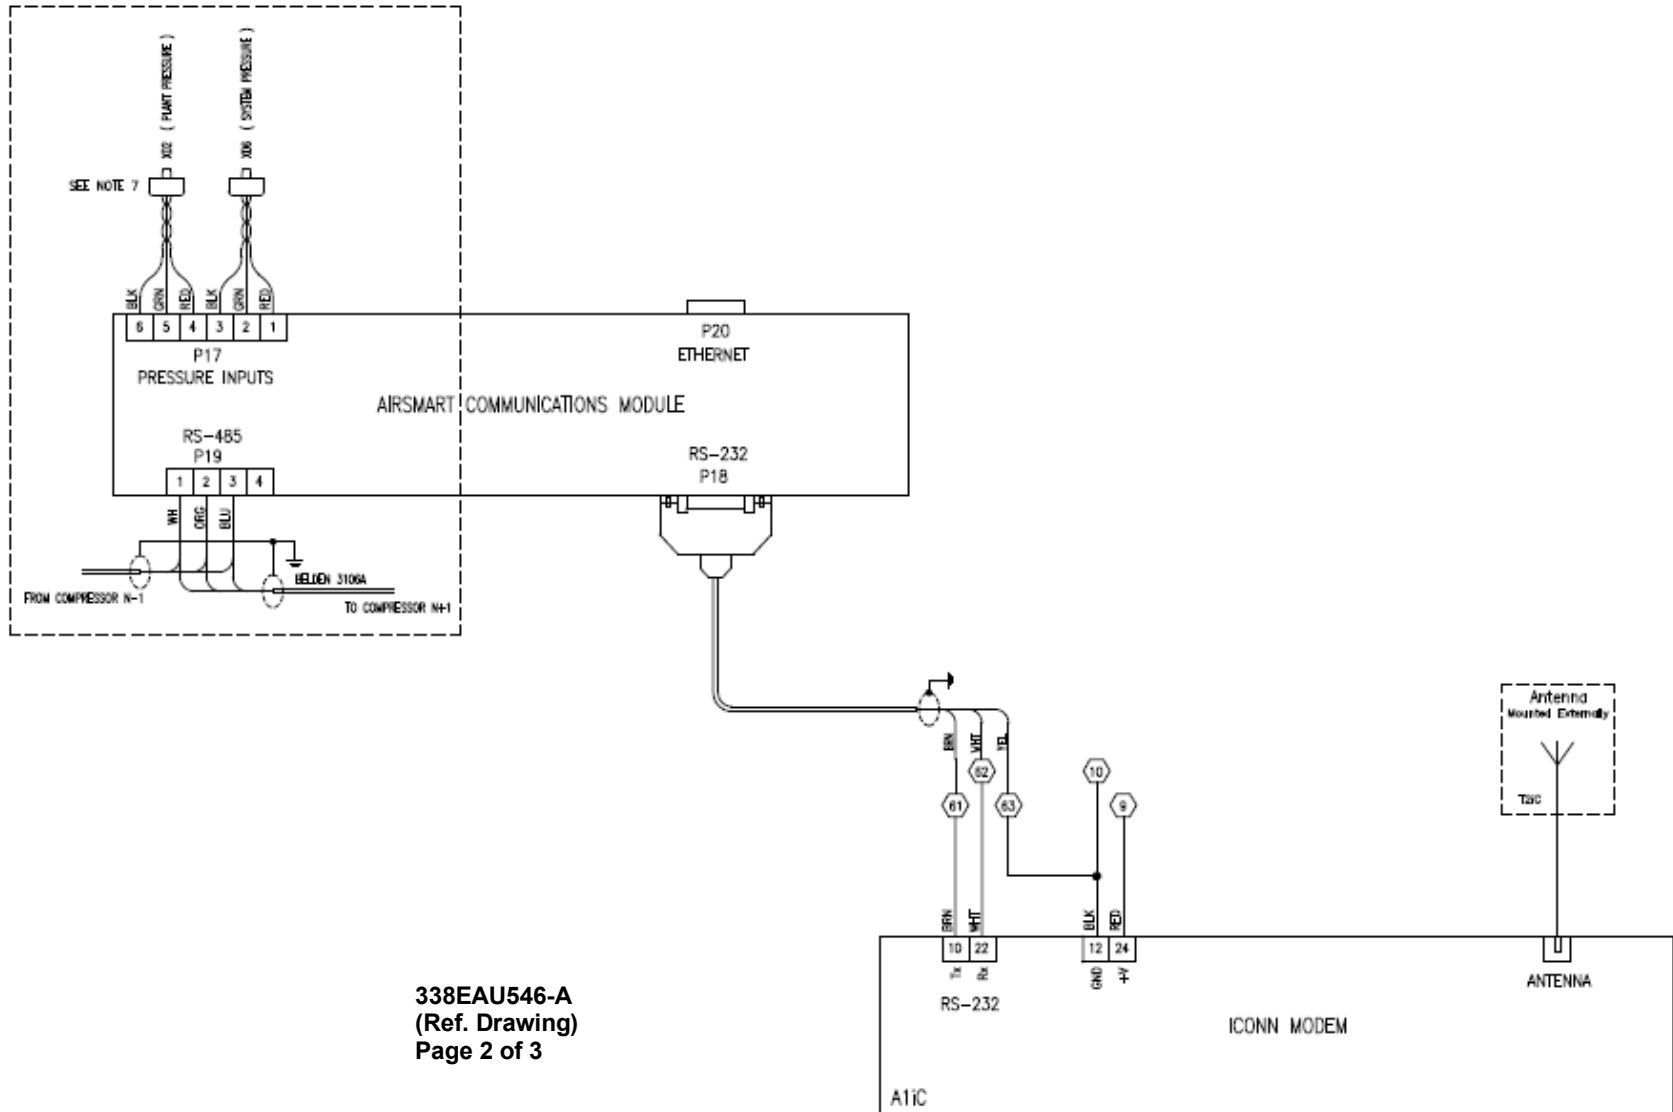 XD2 ( PLANT PRESSURE )
XD6 ( SYSTEM PRESSURE )
SEE NOTE 7
BLK GRN RED BLK GRN RED
6 5 4 3 2 1
P17
PRESSURE INPUTS
P20
ETHERNET
AIRSMART COMMUNICATIONS MODULE
RS-485
P19
1 2 3 4
RS-232
P18
WH ORG BLU
BELDEN 3106A
FROM COMPRESSOR N-1
TO COMPRESSOR N+1
BRN WHT YEL
62
10
61
63
9
Antenna
Mounted Externally
T2iC
BRN WHT BLK RED
10 22 12 24
Tx Rx GND +V
RS-232
ANTENNA
ICONN MODEM
A1iC
338EAU546-A
(Ref. Drawing)
Page 2 of 3